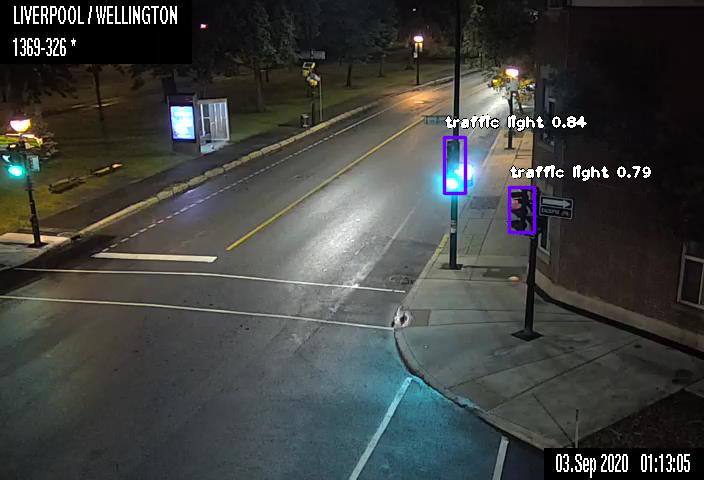 LIVERPOOL / WELLINGTON
1369-326 *
traffic light 0.84
traffic light 0.79
03.Sep 2020 01:13:05